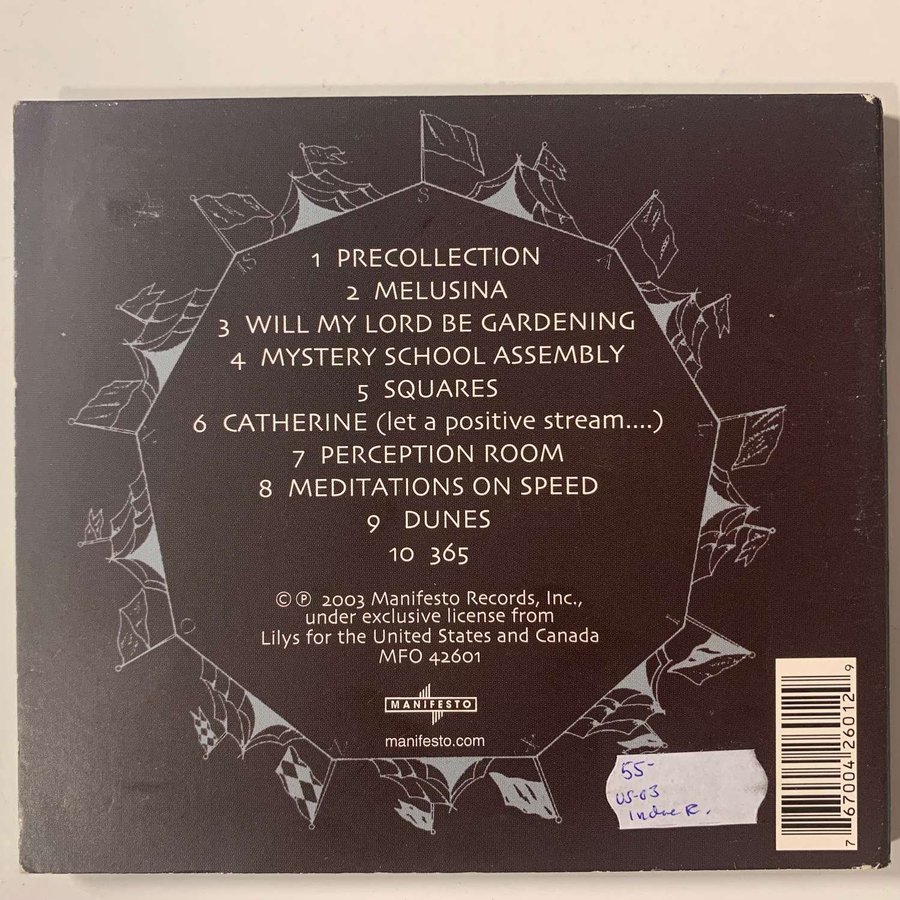 1 PRECOLLECTION
2 MELUSINA
3 WILL MY LORD BE GARDENING
4 MYSTERY SCHOOL ASSEMBLY
5 SQUARES
6 CATHERINE (let a positive stream....)
7 PERCEPTION ROOM
8 MEDITATIONS ON SPEED
9 DUNES
10 365
© ℗ 2003 Manifesto Records, Inc.,
under exclusive license from
Lilys for the United States and Canada
MFO 42601
MANIFESTO
manifesto.com
55-
US-03
7 67004 26012 9